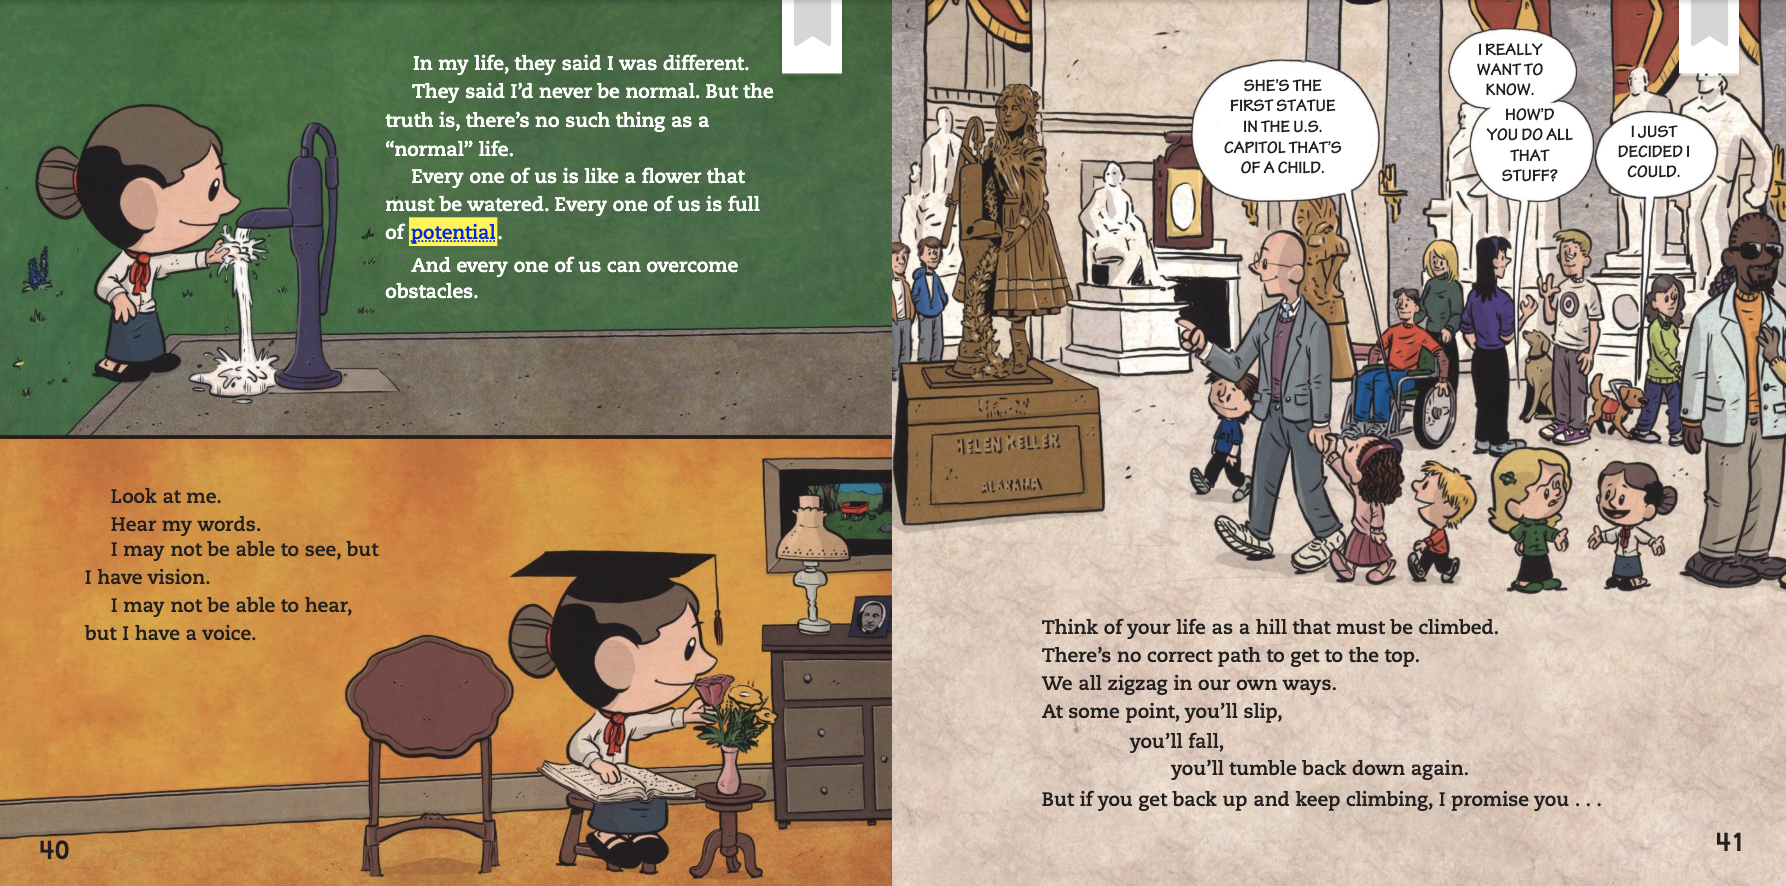 In my life, they said I was different.
They said I'd never be normal. But the
truth is, there's no such thing as a
“normal” life.
Every one of us is like a flower that
must be watered. Every one of us is full
of potential.
And every one of us can overcome
obstacles.
Look at me.
Hear my words.
I may not be able to see, but
I have vision.
I may not be able to hear,
but I have a voice.
40
SHE'S THE
FIRST STATUE
IN THE U.S.
CAPITOL THAT'S
OF A CHILD.
I REALLY
WANT TO
KNOW.
HOW'D
YOU DO ALL
THAT
STUFF?
I JUST
DECIDED I
COULD.
HELEN KELLER
ALABAMA
Think of your life as a hill that must be climbed.
There's no correct path to get to the top.
We all zigzag in our own ways.
At some point, you'll slip,
you'll fall,
you'll tumble back down again.
But if you get back up and keep climbing, I promise you . . .
41